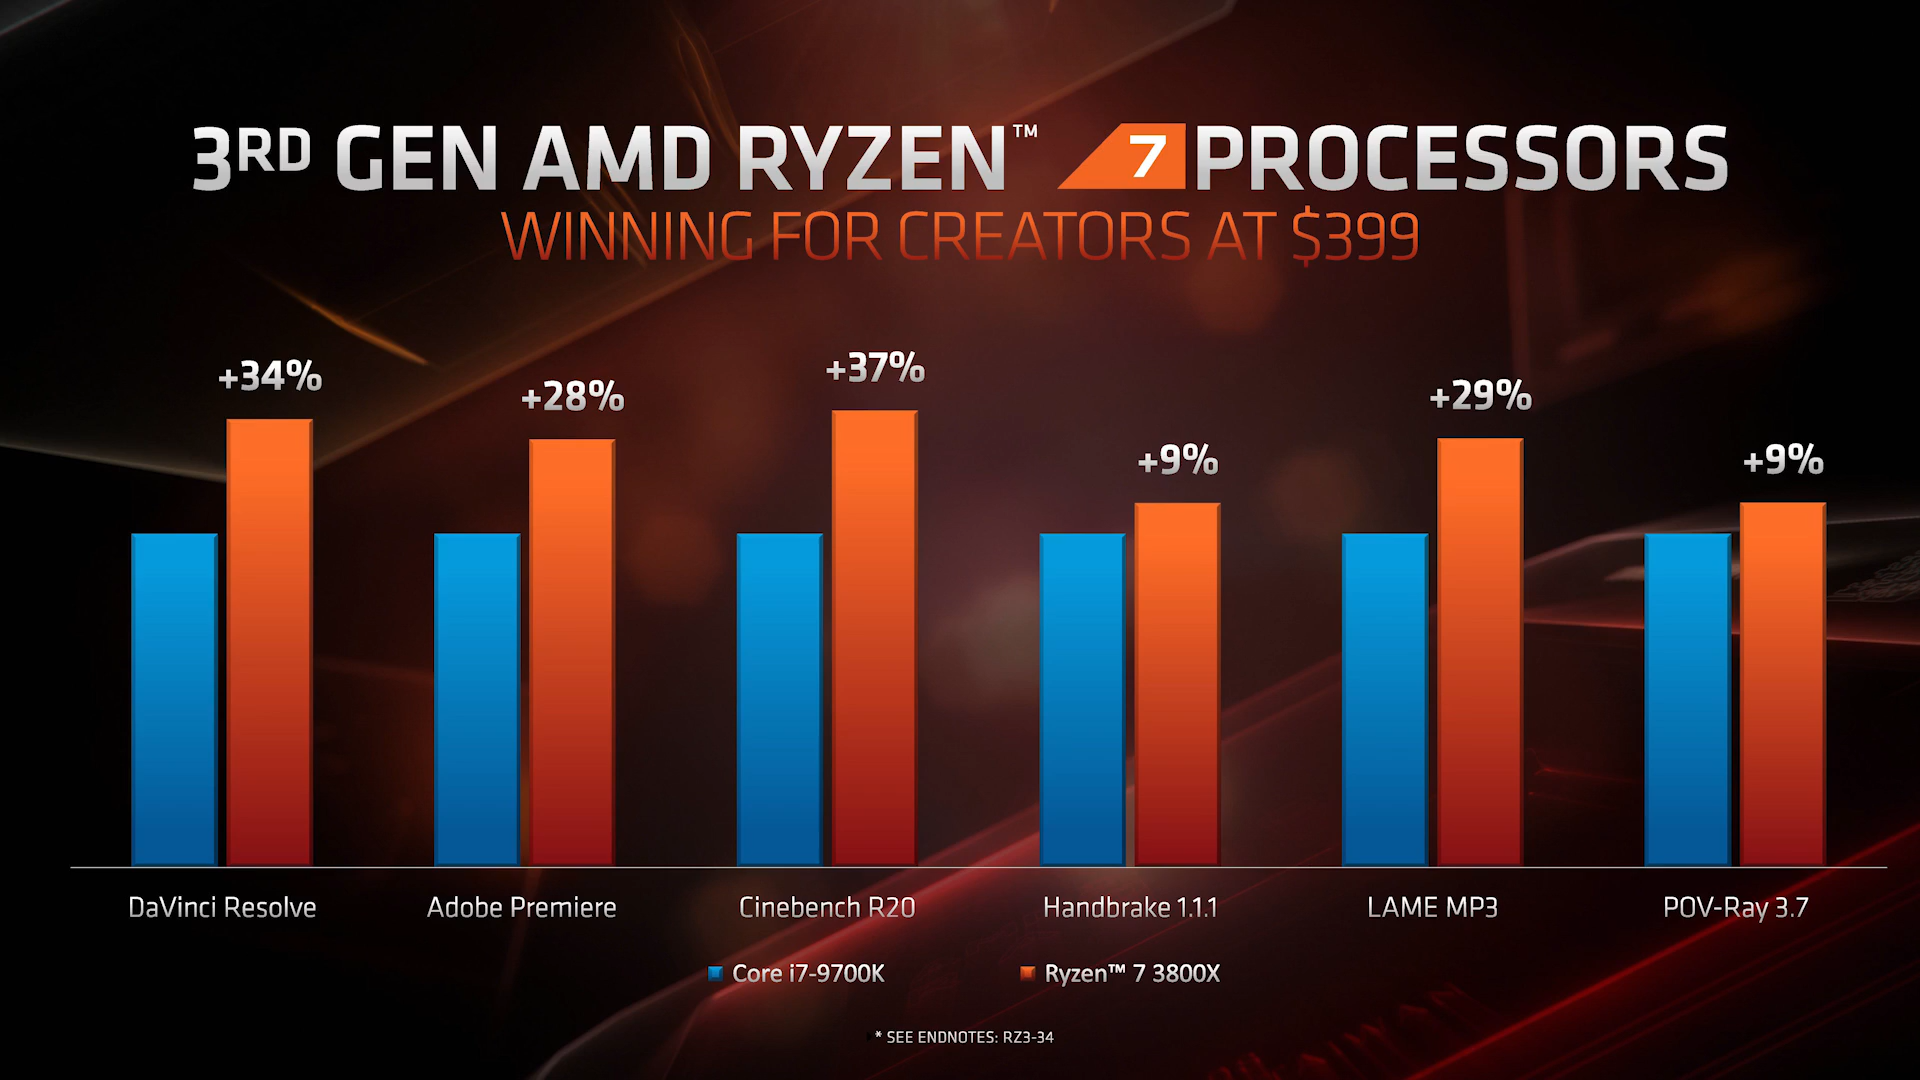 3RD GEN AMD RYZEN™ 7 PROCESSORS
WINNING FOR CREATORS AT $399
+34% +28% +37% +9% +29% +9%
DaVinci Resolve Adobe Premiere Cinebench R20 Handbrake 1.1.1 LAME MP3 POV-Ray 3.7
Core i7-9700K Ryzen™ 7 3800X
* SEE ENDNOTES: RZ3-34